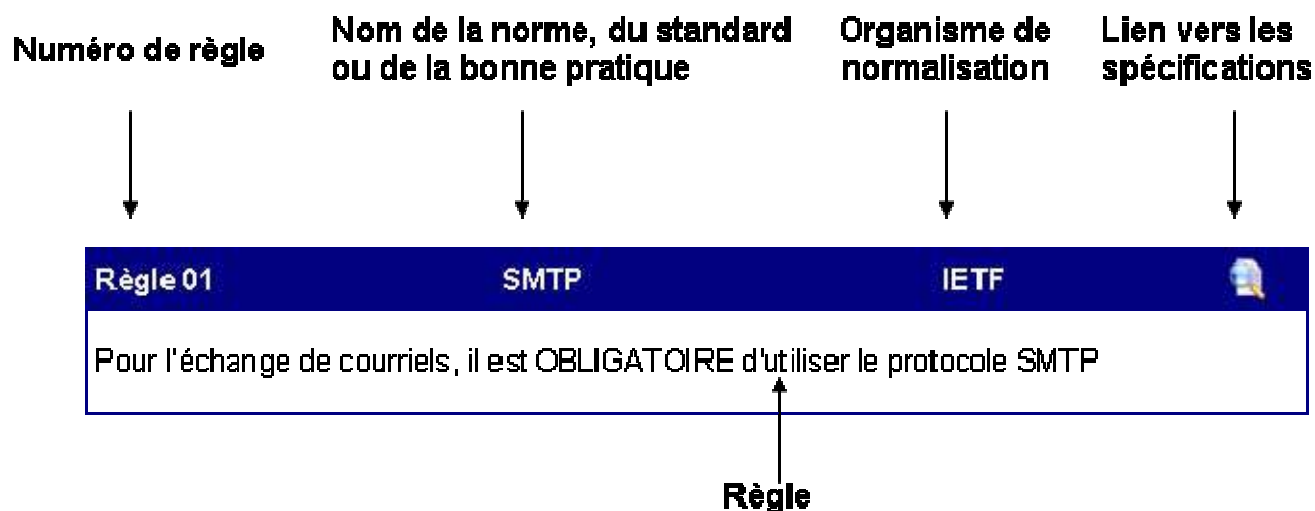 Numéro de règle
Nom de la norme, du standard
ou de la bonne pratique
Organisme de
normalisation
Lien vers les
spécifications
Règle 01 SMTP IETF
Pour l'échange de courriels, il est OBLIGATOIRE d'utiliser le protocole SMTP
Règle